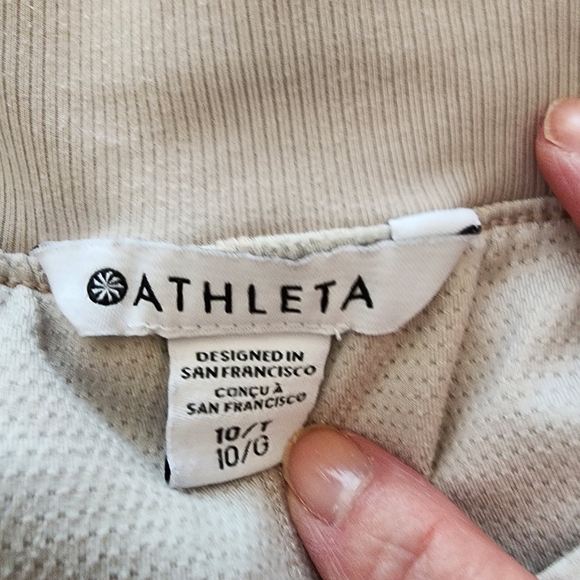 ATHLETA
DESIGNED IN
SAN FRANCISCO
CONÇU À
SAN FRANCISCO
10/T
10/G